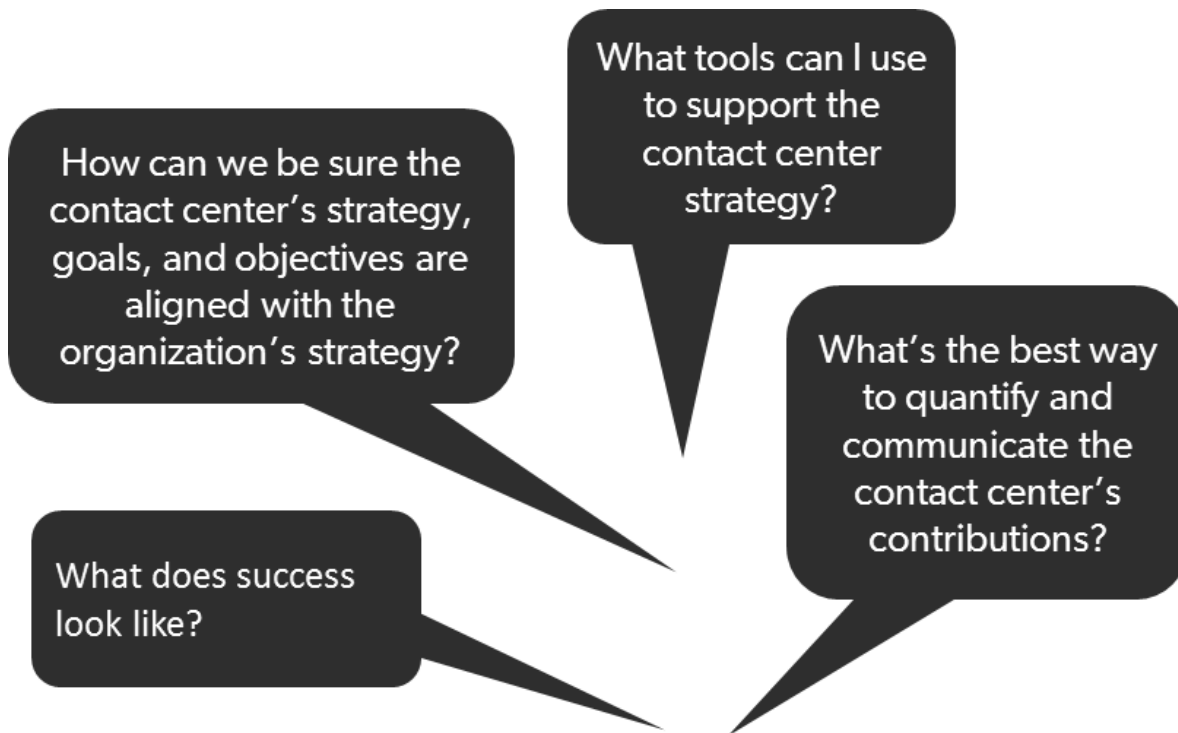 What tools can I use
to support the
contact center
strategy?
How can we be sure the
contact center’s strategy,
goals, and objectives are
aligned with the
organization’s strategy?
What’s the best way
to quantify and
communicate the
contact center’s
contributions?
What does success
look like?